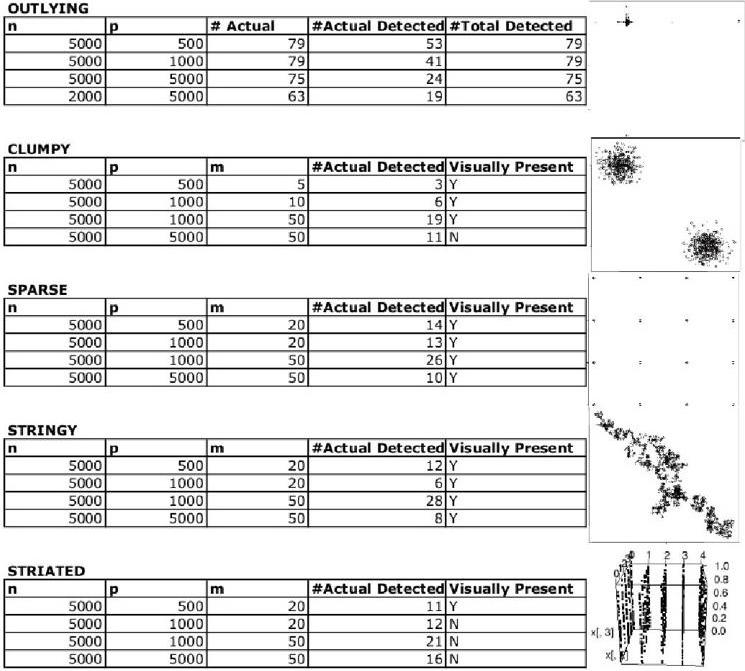 OUTLYING
n p # Actual #Actual Detected #Total Detected
5000 500 79 53 79
5000 1000 79 41 79
5000 5000 75 24 75
2000 5000 63 19 63
CLUMPY
n p m #Actual Detected Visually Present
5000 500 5 3 Y
5000 1000 10 6 Y
5000 1000 50 19 Y
5000 5000 50 11 N
SPARSE
n p m #Actual Detected Visually Present
5000 500 20 14 Y
5000 1000 20 13 Y
5000 1000 50 26 Y
5000 5000 50 10 Y
STRINGY
n p m #Actual Detected Visually Present
5000 500 20 12 Y
5000 1000 20 6 Y
5000 1000 50 28 Y
5000 5000 50 8 Y
STRIATED
n p m #Actual Detected Visually Present
5000 500 20 11 Y
5000 1000 20 12 N
5000 1000 50 21 N
5000 5000 50 16 N
1 2 3 4
1.0
0.8
0.6
0.4
0.2
0.0
x[, 3]